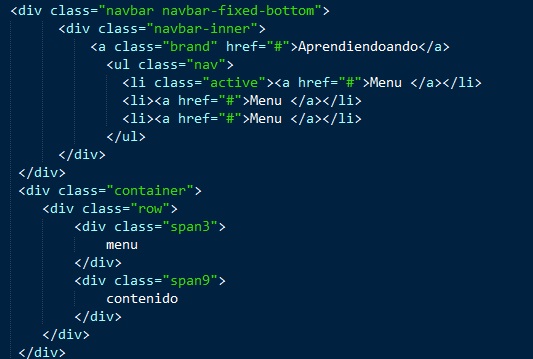 <div class="navbar navbar-fixed-bottom">
<div class="navbar-inner">
<a class="brand" href="#">Aprendiendoando</a>
<ul class="nav">
<li class="active"><a href="#">Menu </a></li>
<li><a href="#">Menu </a></li>
<li><a href="#">Menu </a></li>
</ul>
</div>
</div>
<div class="container">
<div class="row">
<div class="span3">
menu
</div>
<div class="span9">
contenido
</div>
</div>
</div>